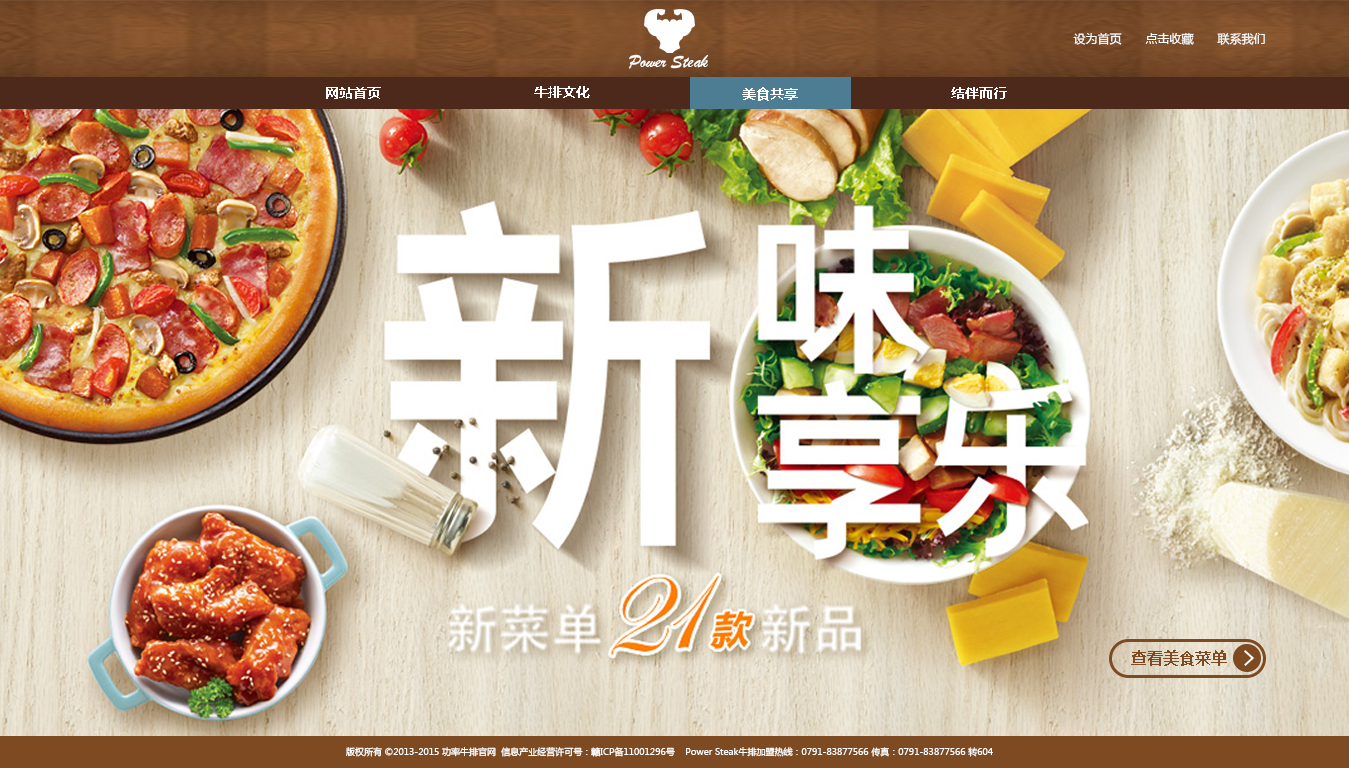 Power Steak
设为首页 点击收藏 联系我们
网站首页 牛排文化 美食共享 结伴而行
新味
享乐
新菜单21款新品
查看美食菜单
版权所有 ©2013-2015 功率牛排官网 信息产业经营许可号：赣ICP备11001296号 Power Steak牛排加盟热线：0791-83877566 传真：0791-83877566 转604